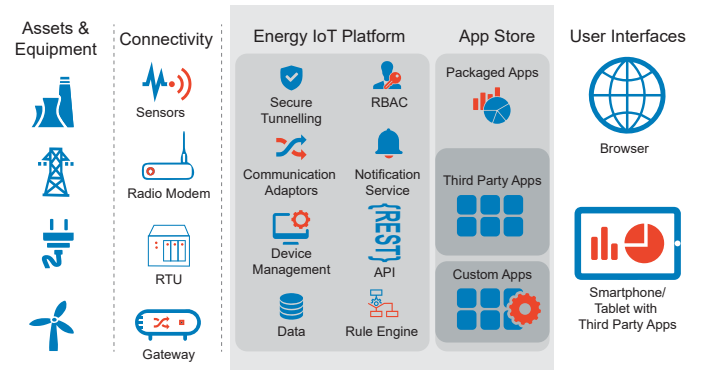 Assets &
Equipment
Connectivity
Sensors
Radio Modem
RTU
Gateway
Energy IoT Platform
Secure
Tunnelling
RBAC
Communication
Adaptors
Notification
Service
Device
Management
{REST}
API
Data
Rule Engine
App Store
Packaged Apps
Third Party Apps
Custom Apps
User Interfaces
Browser
Smartphone/
Tablet with
Third Party Apps